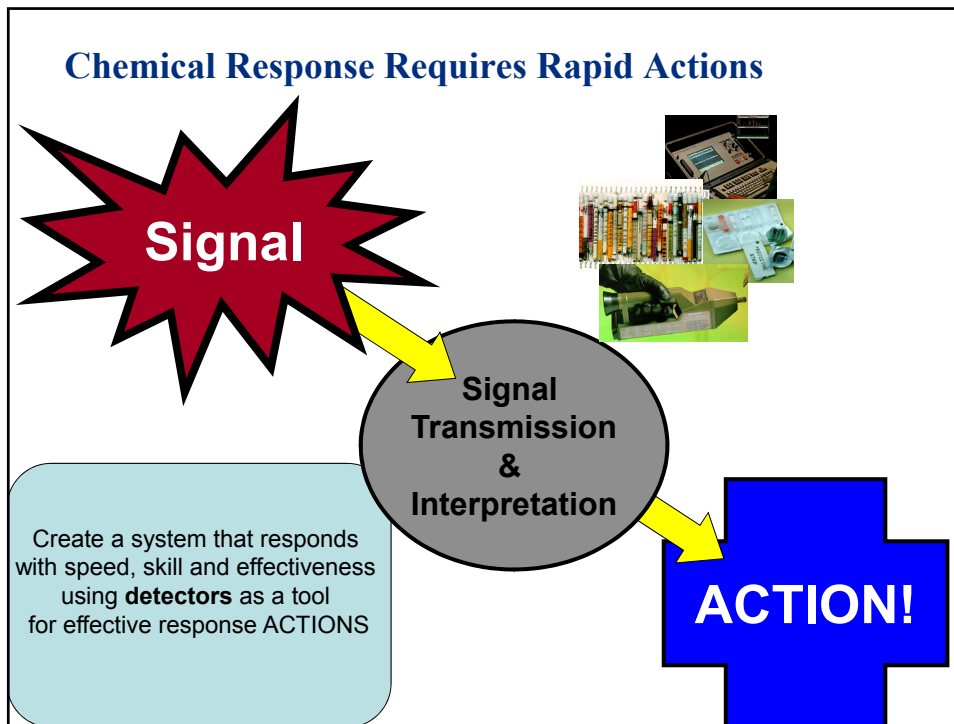 Chemical Response Requires Rapid Actions
Signal
Signal
Transmission
&
Interpretation
Create a system that responds
with speed, skill and effectiveness
using detectors as a tool
for effective response ACTIONS
ACTION!